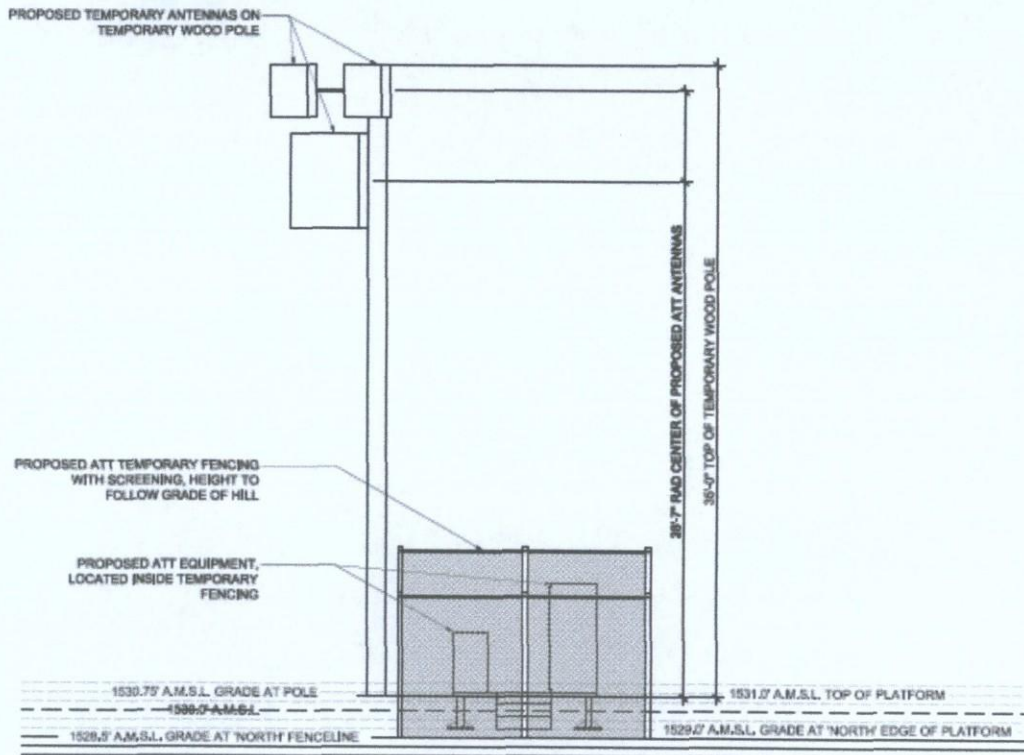 PROPOSED TEMPORARY ANTENNAS ON
TEMPORARY WOOD POLE
28'-7" RAD CENTER OF PROPOSED ATT ANTENNAS
35'-0" TOP OF TEMPORARY WOOD POLE
PROPOSED ATT TEMPORARY FENCING
WITH SCREENING, HEIGHT TO
FOLLOW GRADE OF HILL
PROPOSED ATT EQUIPMENT,
LOCATED INSIDE TEMPORARY
FENCING
1530.75' A.M.S.L. GRADE AT POLE
1531.0' A.M.S.L. TOP OF PLATFORM
A.M.S.L.
1528.5' A.M.S.L. GRADE AT 'NORTH' FENCELINE
1529.0' A.M.S.L. GRADE AT 'NORTH' EDGE OF PLATFORM